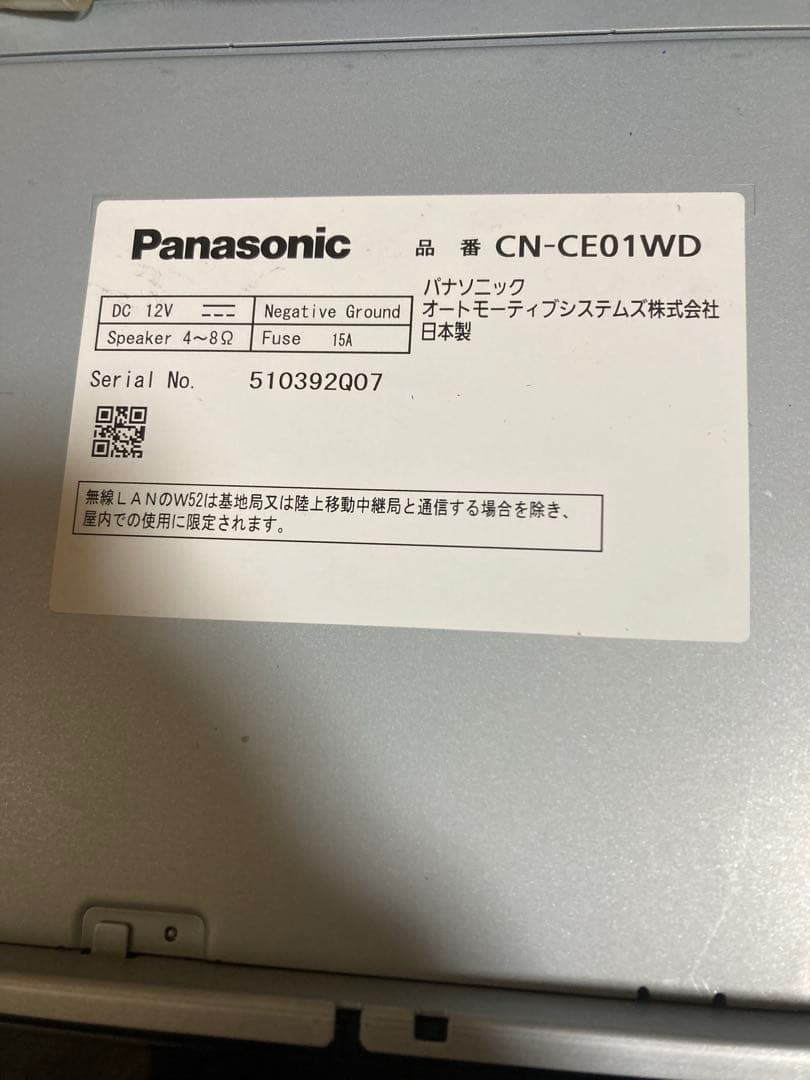 Panasonic 品番 CN-CE01WD
パナソニック
オートモーティブシステムズ株式会社
日本製
DC 12V Negative Ground
Speaker 4～8Ω Fuse 15A
Serial No. 510392Q07
無線ＬＡＮのW52は基地局又は陸上移動中継局と通信する場合を除き、
屋内での使用に限定されます。